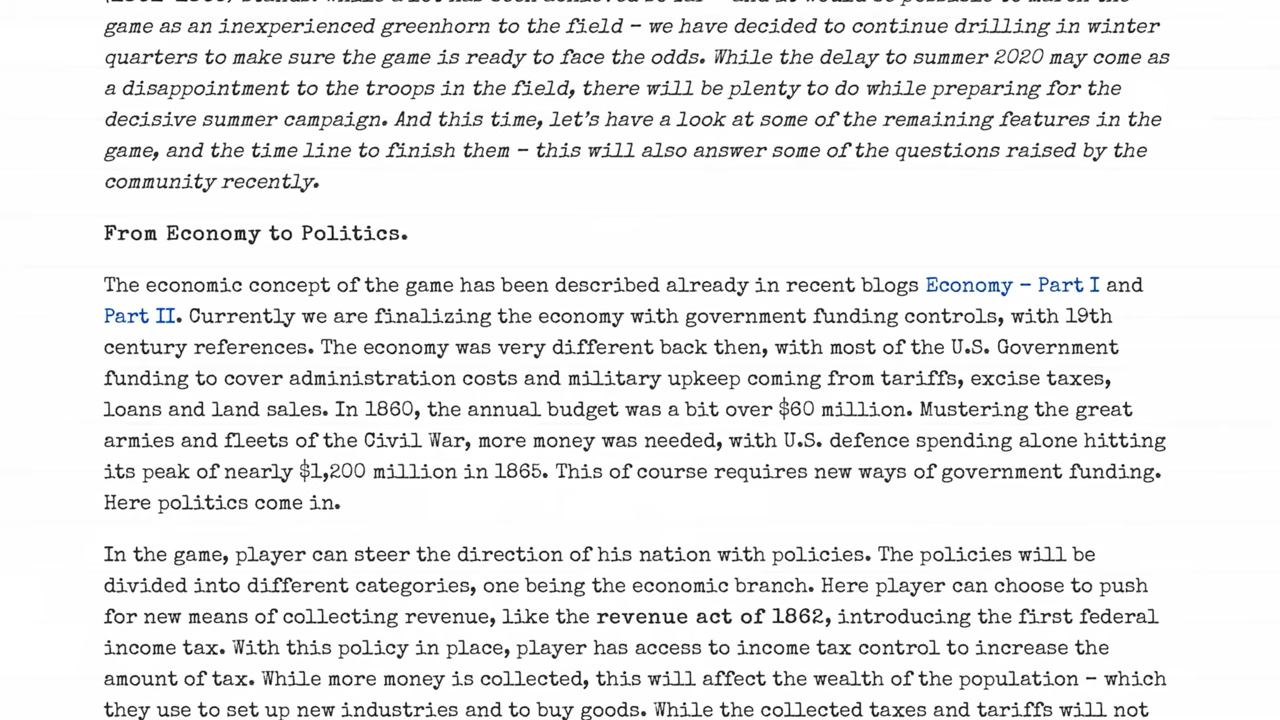 game as an inexperienced greenhorn to the field – we have decided to continue drilling in winter
quarters to make sure the game is ready to face the odds. While the delay to summer 2020 may come as
a disappointment to the troops in the field, there will be plenty to do while preparing for the
decisive summer campaign. And this time, let's have a look at some of the remaining features in the
game, and the time line to finish them – this will also answer some of the questions raised by the
community recently.
From Economy to Politics.
The economic concept of the game has been described already in recent blogs Economy – Part I and
Part II. Currently we are finalizing the economy with government funding controls, with 19th
century references. The economy was very different back then, with most of the U.S. Government
funding to cover administration costs and military upkeep coming from tariffs, excise taxes,
loans and land sales. In 1860, the annual budget was a bit over $60 million. Mustering the great
armies and fleets of the Civil War, more money was needed, with U.S. defence spending alone hitting
its peak of nearly $1,200 million in 1865. This of course requires new ways of government funding.
Here politics come in.
In the game, player can steer the direction of his nation with policies. The policies will be
divided into different categories, one being the economic branch. Here player can choose to push
for new means of collecting revenue, like the revenue act of 1862, introducing the first federal
income tax. With this policy in place, player has access to income tax control to increase the
amount of tax. While more money is collected, this will affect the wealth of the population – which
they use to set up new industries and to buy goods. While the collected taxes and tariffs will not